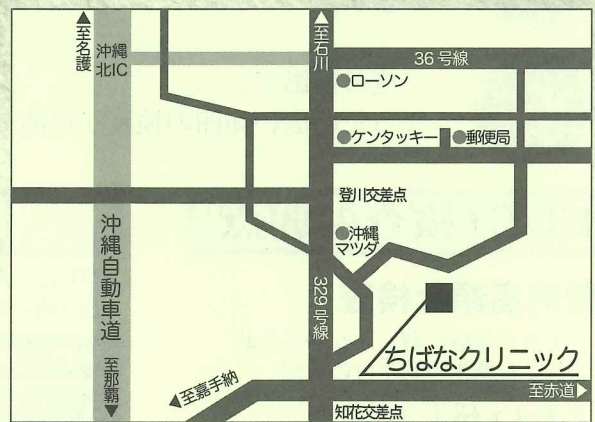 ▲至名護
沖縄
北IC
▲至石川
36号線
●ローソン
●ケンタッキー
●郵便局
登川交差点
●沖縄
マツダ
沖縄自動車道
329号線
至那覇▼
◀至嘉手納
ちばなクリニック
至赤道▶
知花交差点